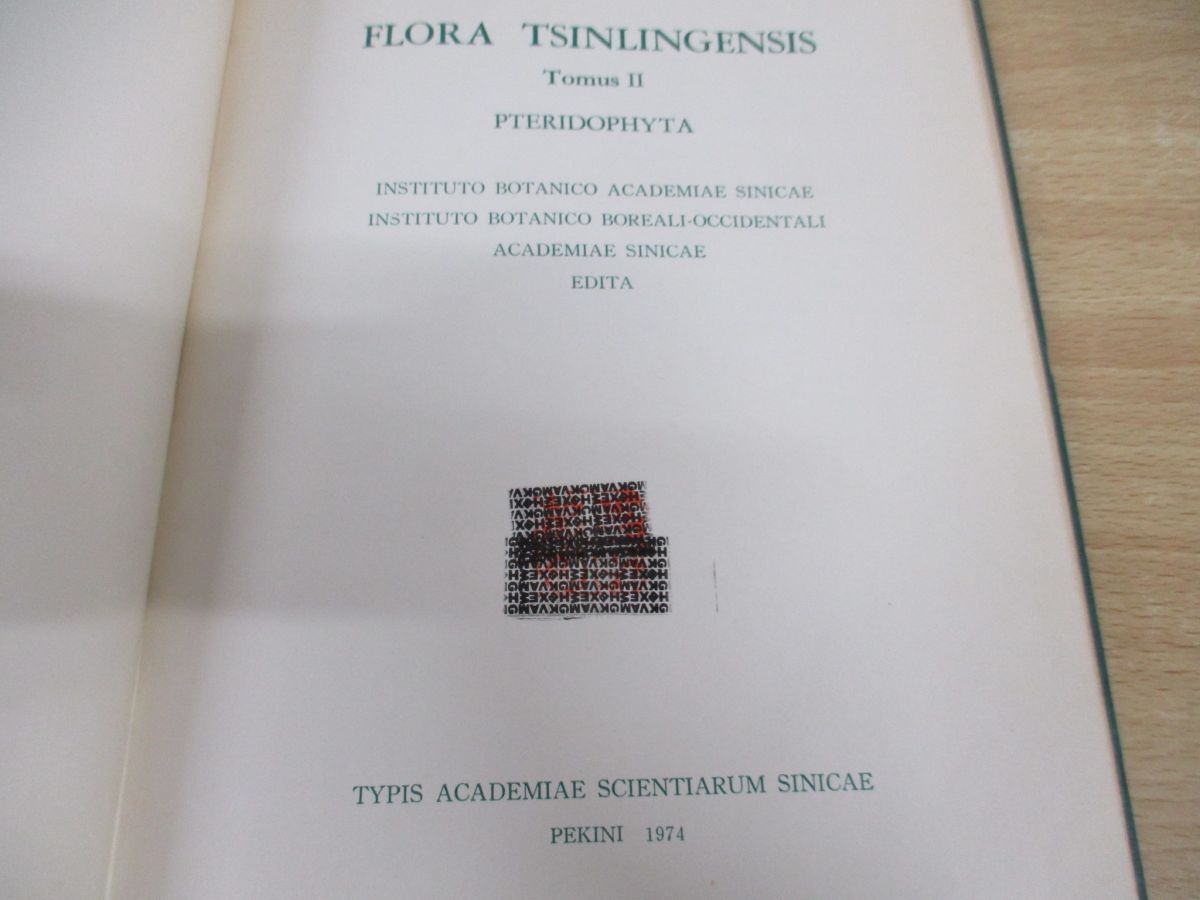 FLORA TSINLINGENSIS
Tomus II
PTERIDOPHYTA
INSTITUTO BOTANICO ACADEMIAE SINICAE
INSTITUTO BOTANICO BOREALI-OCCIDENTALI
ACADEMIAE SINICAE
EDITA
TYPIS ACADEMIAE SCIENTIARUM SINICAE
PEKINI 1974